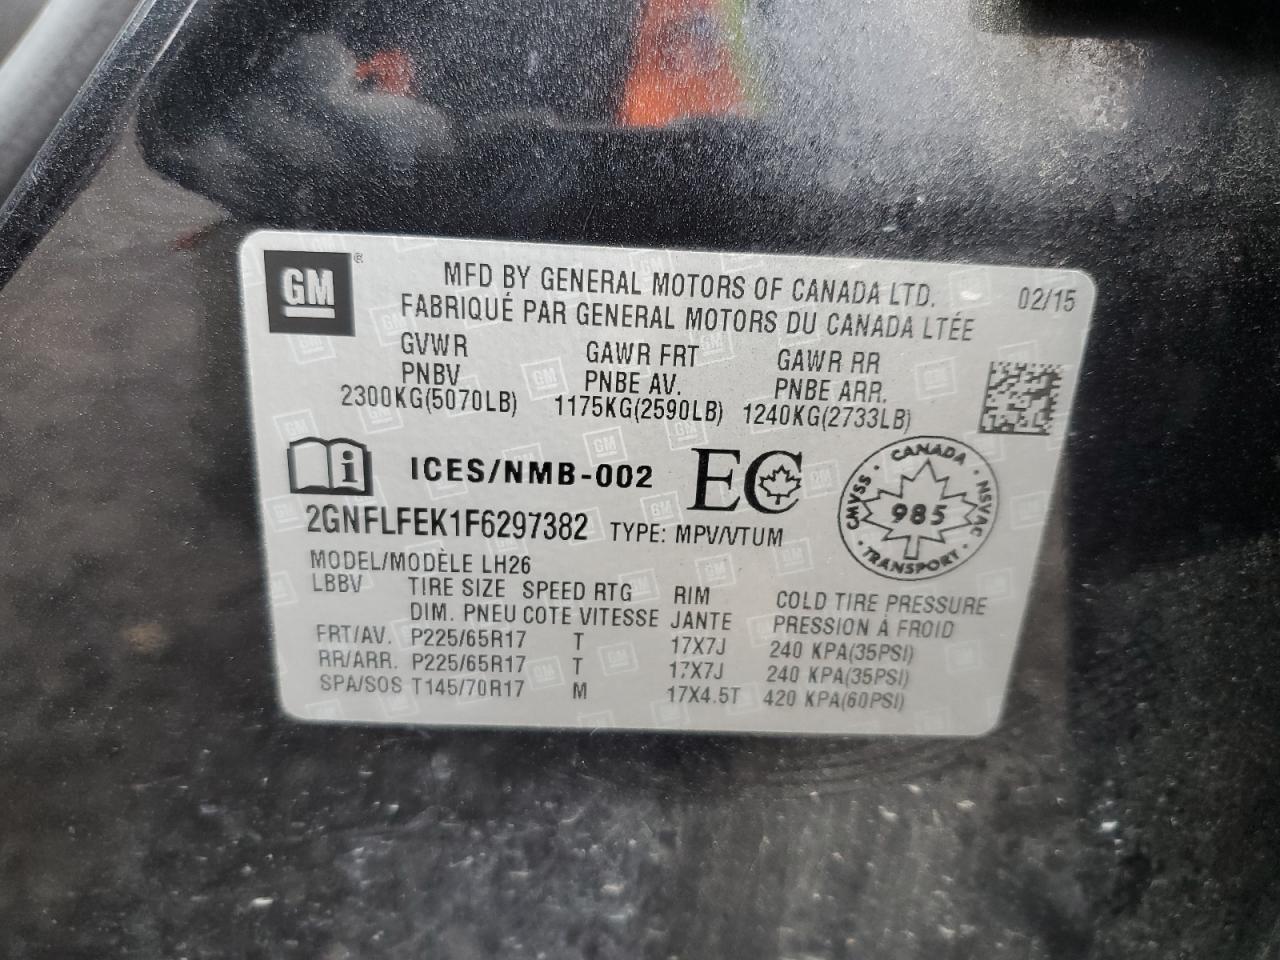 GM ®
MFD BY GENERAL MOTORS OF CANADA LTD. 02/15
FABRIQUÉ PAR GENERAL MOTORS DU CANADA LTÉE
GVWR GAWR FRT GAWR RR
PNBV PNBE AV. PNBE ARR.
2300KG(5070LB) 1175KG(2590LB) 1240KG(2733LB)
i ICES/NMB-002 EC
CANADA
CMVSS 985 NSVAC
TRANSPORT
2GNFLFEK1F6297382 TYPE: MPV/VTUM
MODEL/MODÈLE LH26
LBBV TIRE SIZE SPEED RTG RIM COLD TIRE PRESSURE
DIM. PNEU COTE VITESSE JANTE PRESSION À FROID
FRT/AV. P225/65R17 T 17X7J 240 KPA(35PSI)
RR/ARR. P225/65R17 T 17X7J 240 KPA(35PSI)
SPA/SOS T145/70R17 M 17X4.5T 420 KPA(60PSI)